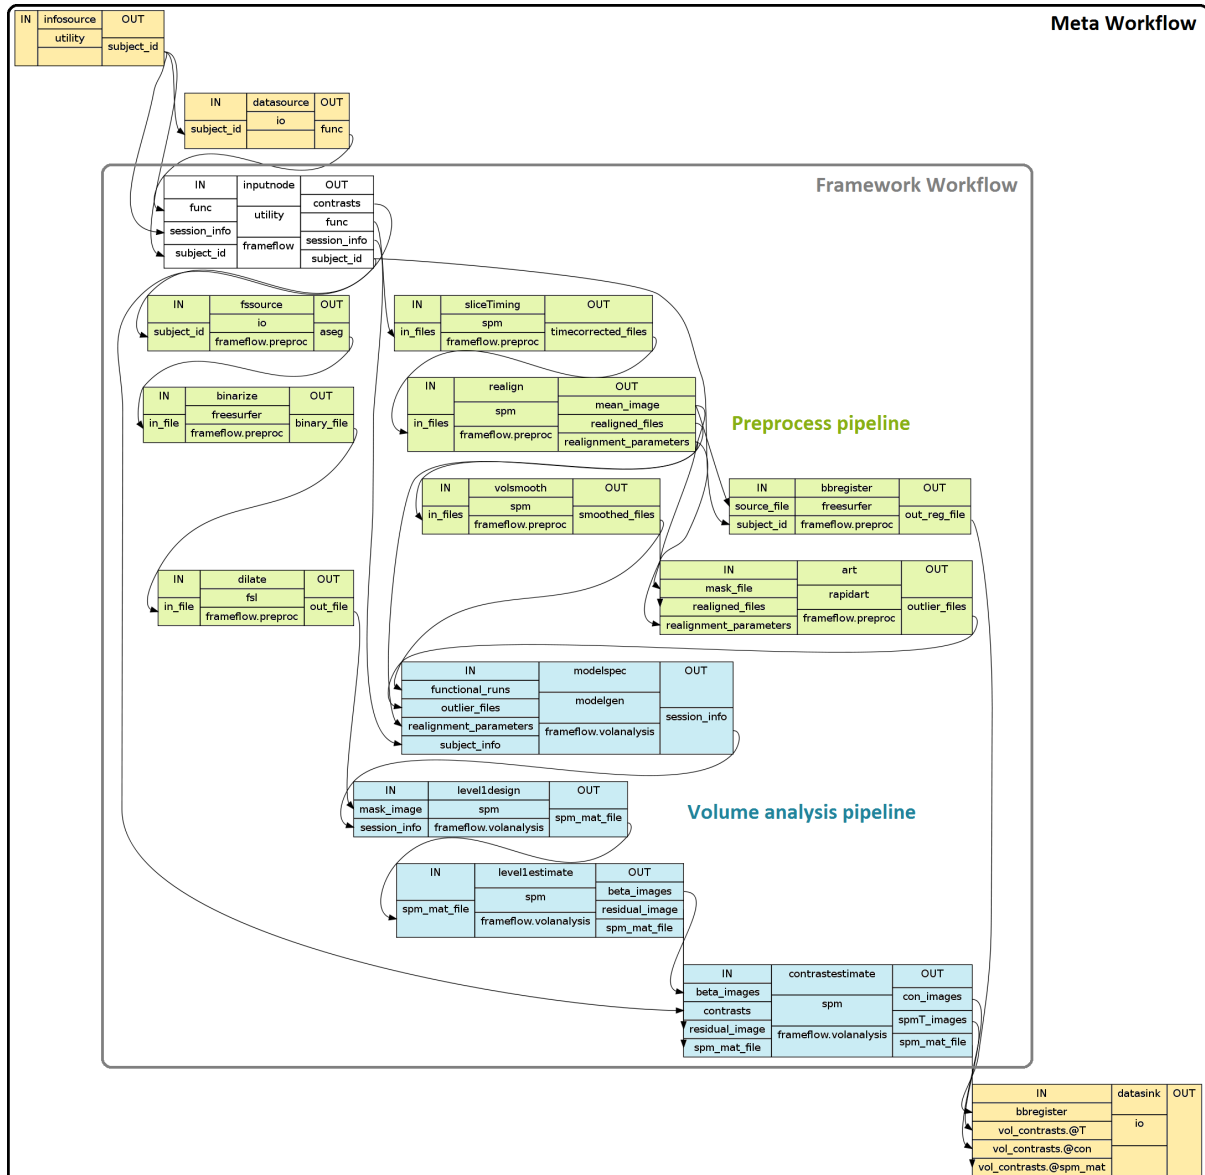 Meta Workflow
IN infosource OUT
utility
subject_id
IN datasource OUT
io
subject_id func
Framework Workflow
IN inputnode OUT
contrasts
func utility func
session_info session_info
frameflow
subject_id subject_id
IN fssource OUT
io
subject_id aseg
frameflow.preproc
IN sliceTiming OUT
spm
in_files timecorrected_files
frameflow.preproc
IN binarize OUT
freesurfer
in_file binary_file
frameflow.preproc
IN realign OUT
mean_image
spm
in_files realigned_files
frameflow.preproc
realignment_parameters
Preprocess pipeline
IN volsmooth OUT
spm
in_files smoothed_files
frameflow.preproc
IN bbregister OUT
source_file freesurfer
out_reg_file
subject_id frameflow.preproc
IN dilate OUT
fsl
in_file out_file
frameflow.preproc
IN art OUT
mask_file
rapidart
realigned_files outlier_files
frameflow.preproc
realignment_parameters
IN modelspec OUT
functional_runs
modelgen
outlier_files
session_info
realignment_parameters
frameflow.volanalysis
subject_info
IN level1design OUT
mask_image spm
spm_mat_file
session_info frameflow.volanalysis
Volume analysis pipeline
IN level1estimate OUT
beta_images
spm
spm_mat_file residual_image
frameflow.volanalysis
spm_mat_file
IN contrastestimate OUT
beta_images con_images
spm
contrasts
spmT_images
residual_image
frameflow.volanalysis
spm_mat_file spm_mat_file
IN datasink OUT
bbregister
io
vol_contrasts.@T
vol_contrasts.@con
vol_contrasts.@spm_mat